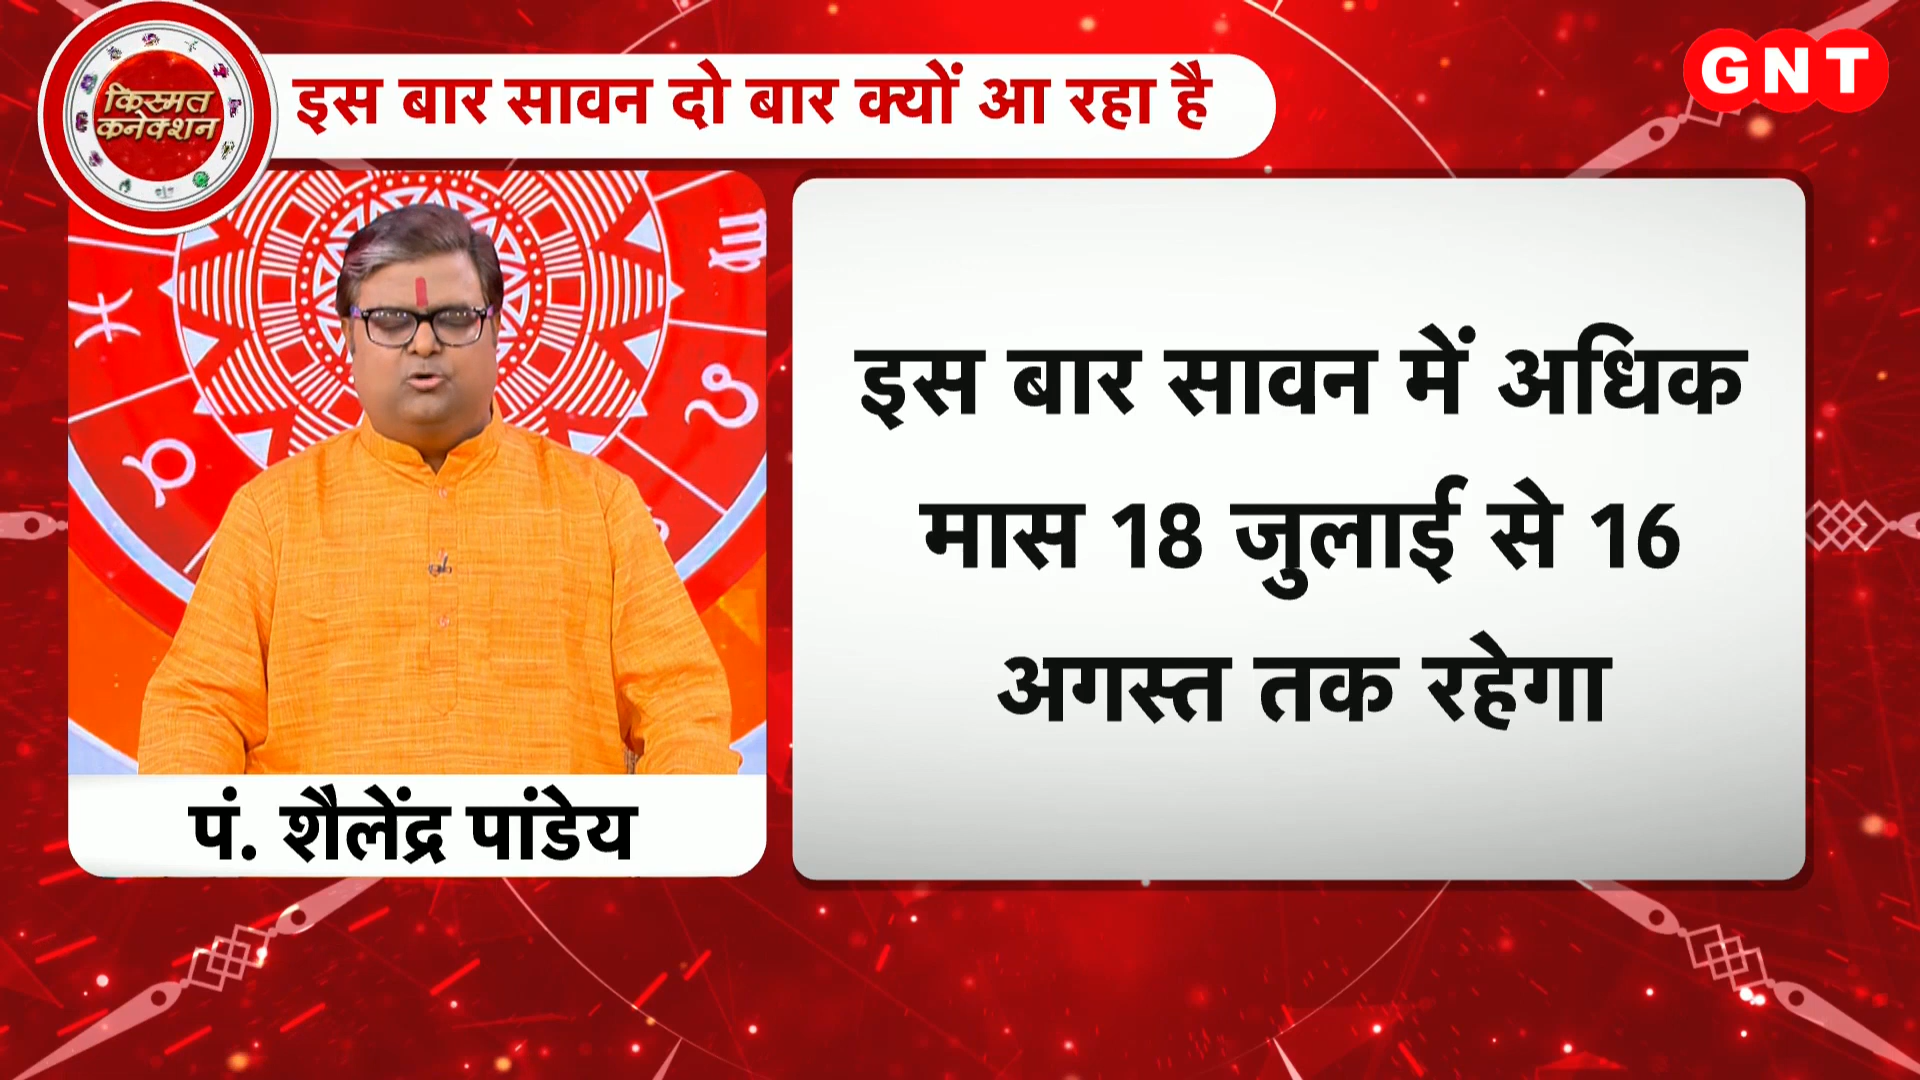 किस्मत
कनेक्शन
इस बार सावन दो बार क्यों आ रहा है
GNT
इस बार सावन में अधिक
मास 18 जुलाई से 16
अगस्त तक रहेगा
पं. शैलेंद्र पांडेय